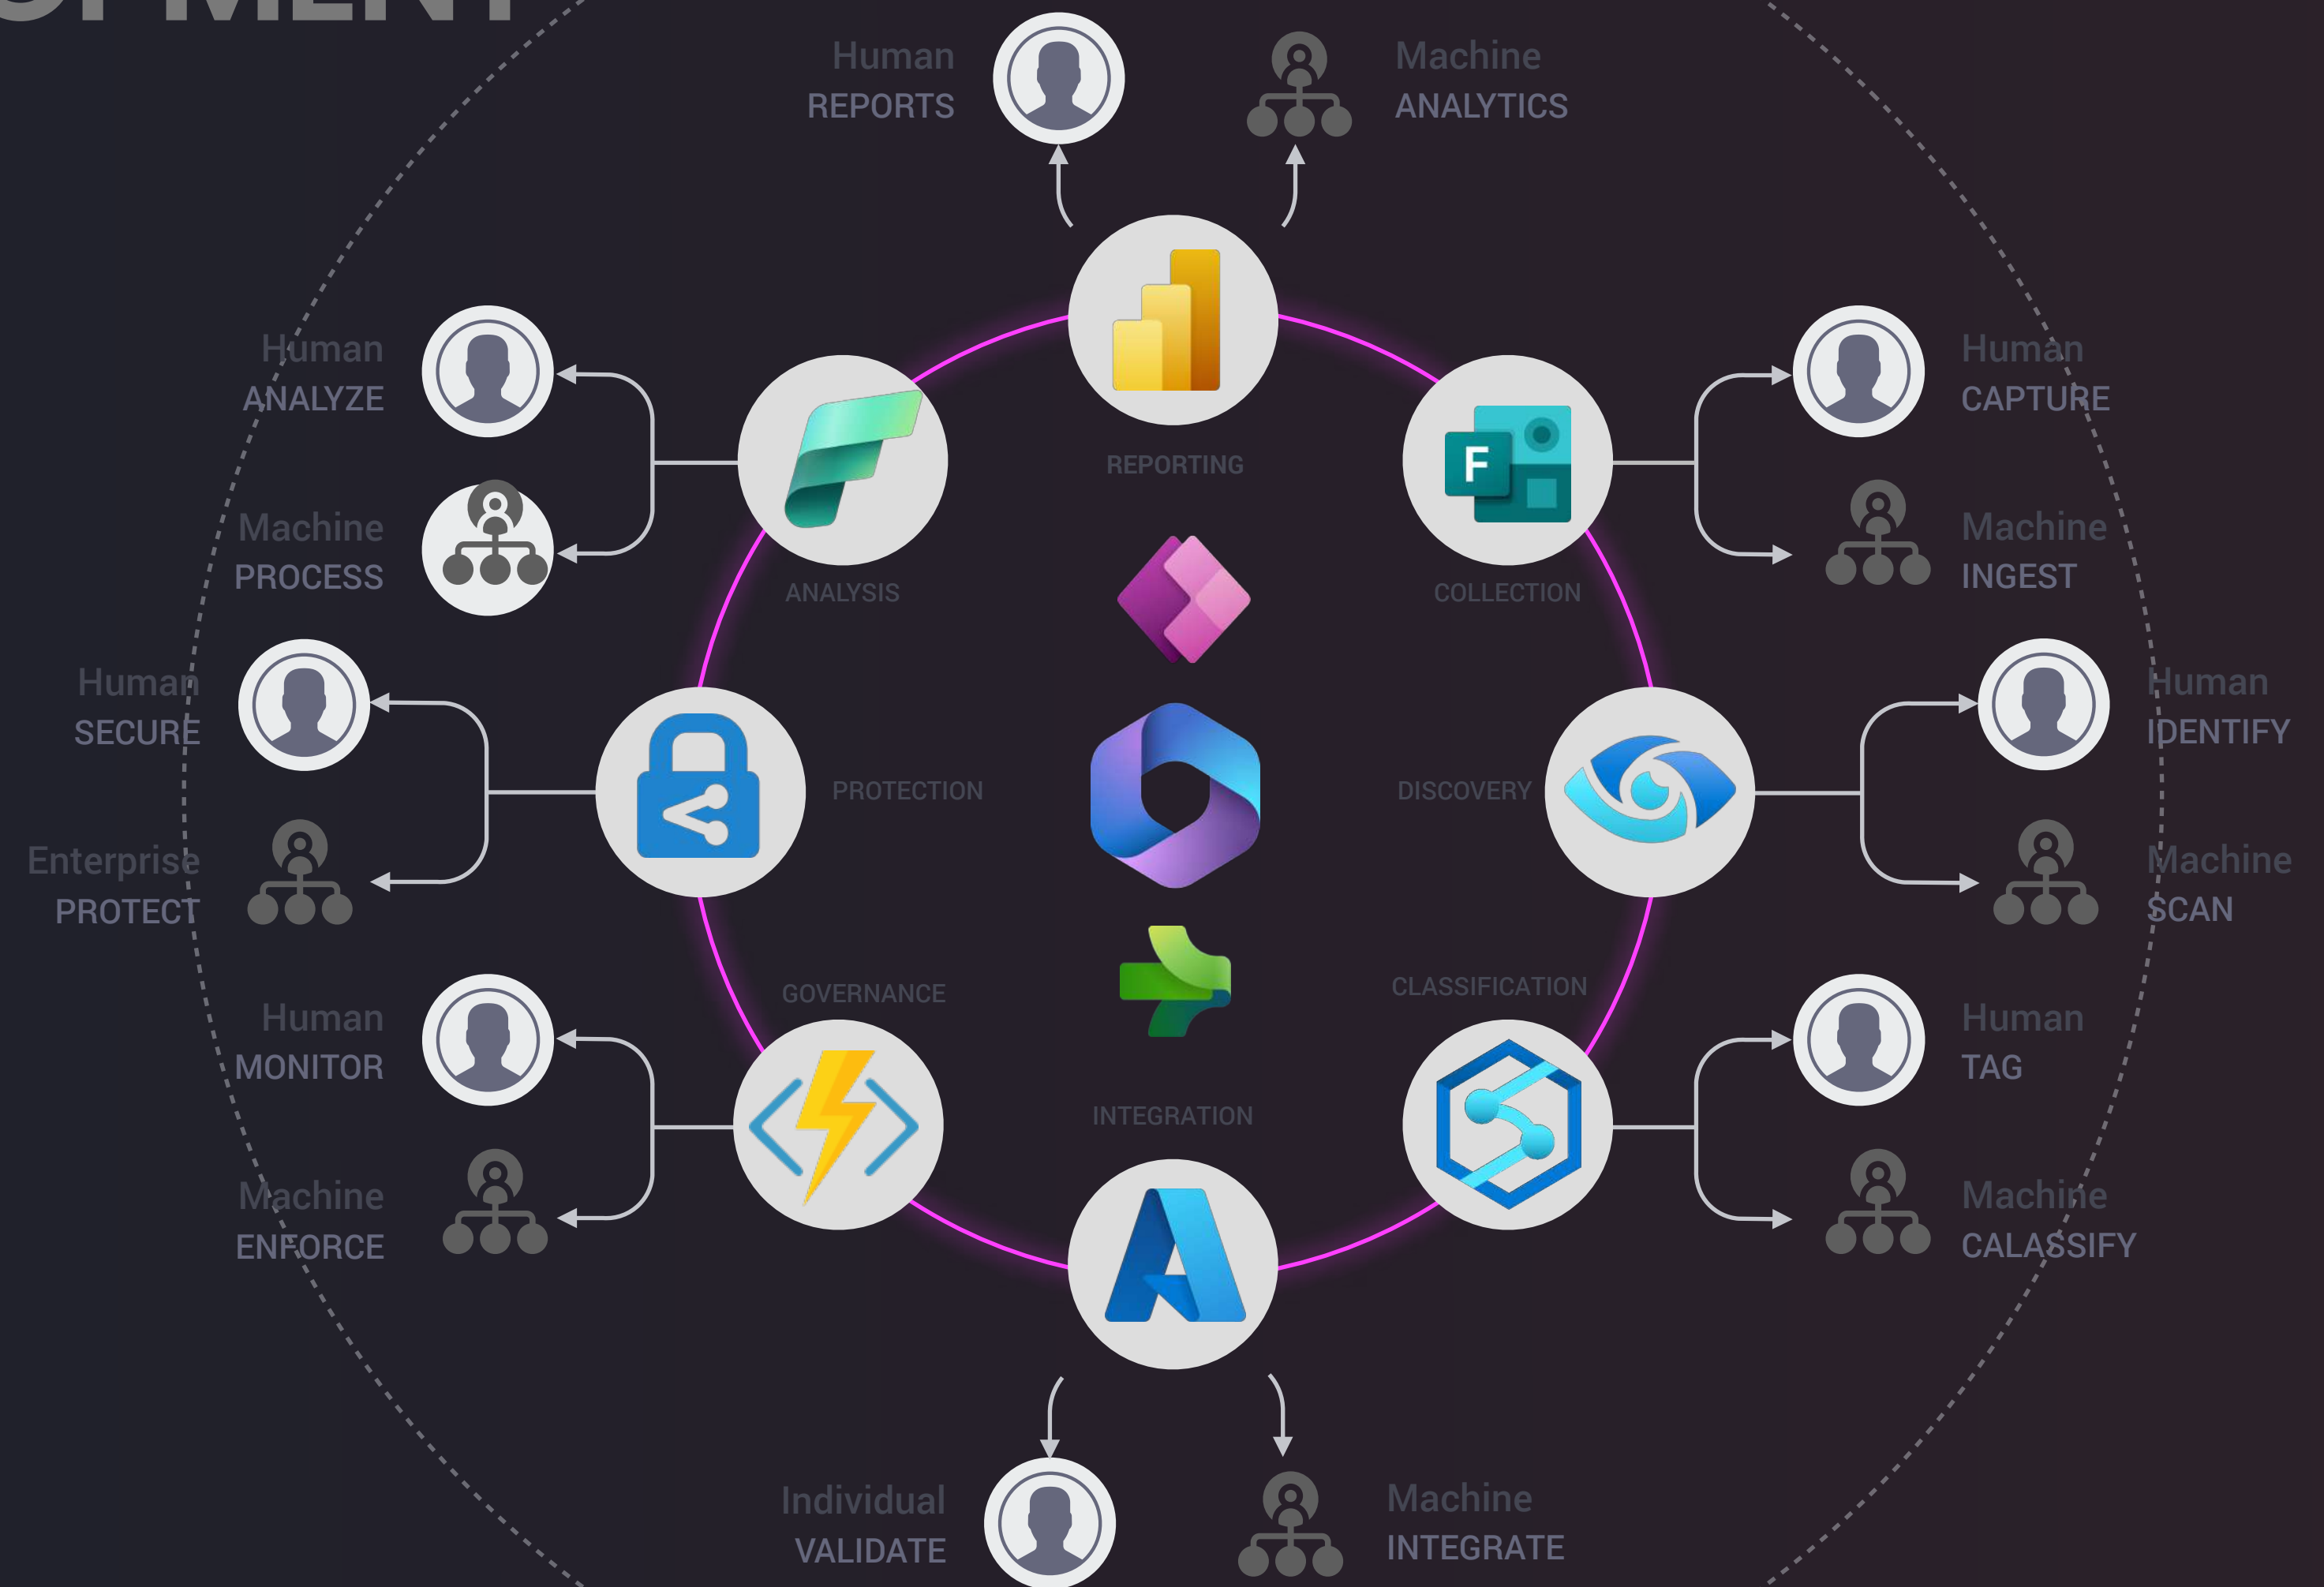 Human
REPORTS
Machine
ANALYTICS
Human
ANALYZE
REPORTING
Human
CAPTURE
F
Machine
PROCESS
ANALYSIS
COLLECTION
Machine
INGEST
Human
SECURE
PROTECTION
DISCOVERY
Human
IDENTIFY
Enterprise
PROTECT
Machine
SCAN
GOVERNANCE
CLASSIFICATION
Human
MONITOR
INTEGRATION
Human
TAG
Machine
ENFORCE
Machine
CALASSIFY
Individual
VALIDATE
Machine
INTEGRATE